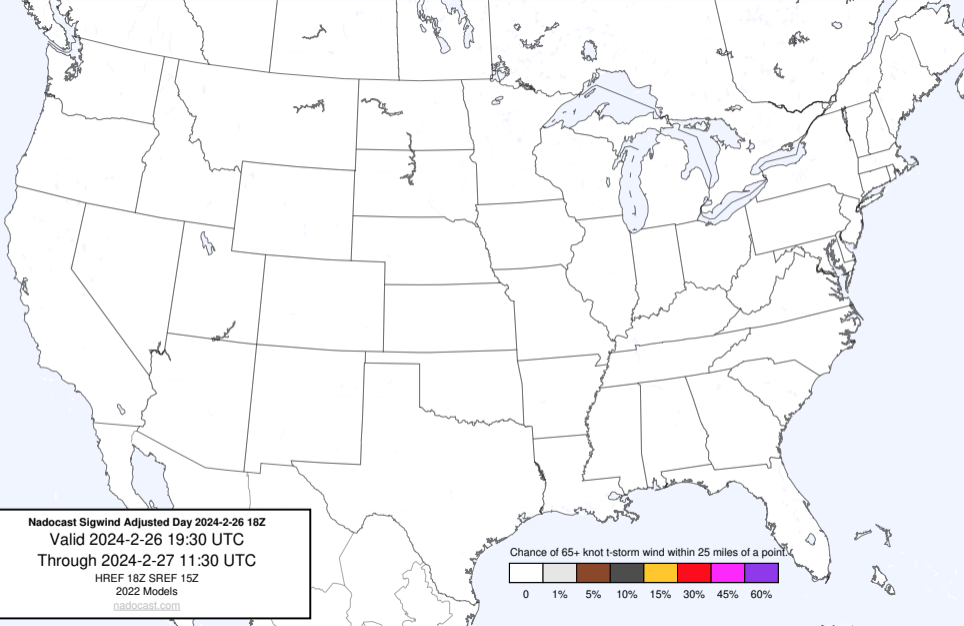 Nadocast Sigwind Adjusted Day 2024-2-26 18Z
Valid 2024-2-26 19:30 UTC
Through 2024-2-27 11:30 UTC
HREF 18Z SREF 15Z
2022 Models
nadocast.com
Chance of 65+ knot t-storm wind within 25 miles of a point.
0 1% 5% 10% 15% 30% 45% 60%